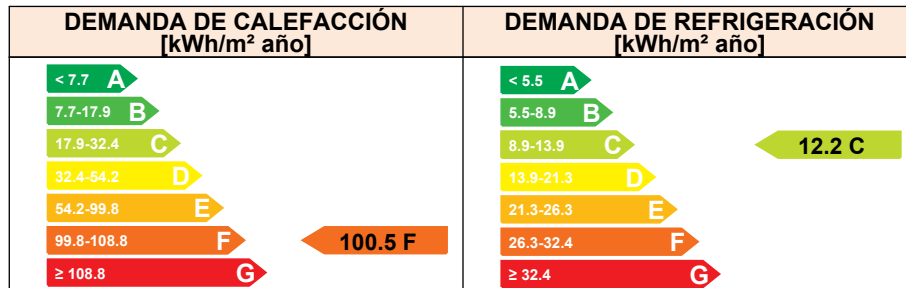 DEMANDA DE CALEFACCIÓN
[kWh/m² año]
< 7.7 A
7.7-17.9 B
17.9-32.4 C
32.4-54.2 D
54.2-99.8 E
99.8-108.8 F
100.5 F
≥ 108.8 G
DEMANDA DE REFRIGERACIÓN
[kWh/m² año]
< 5.5 A
5.5-8.9 B
8.9-13.9 C
12.2 C
13.9-21.3 D
21.3-26.3 E
26.3-32.4 F
≥ 32.4 G